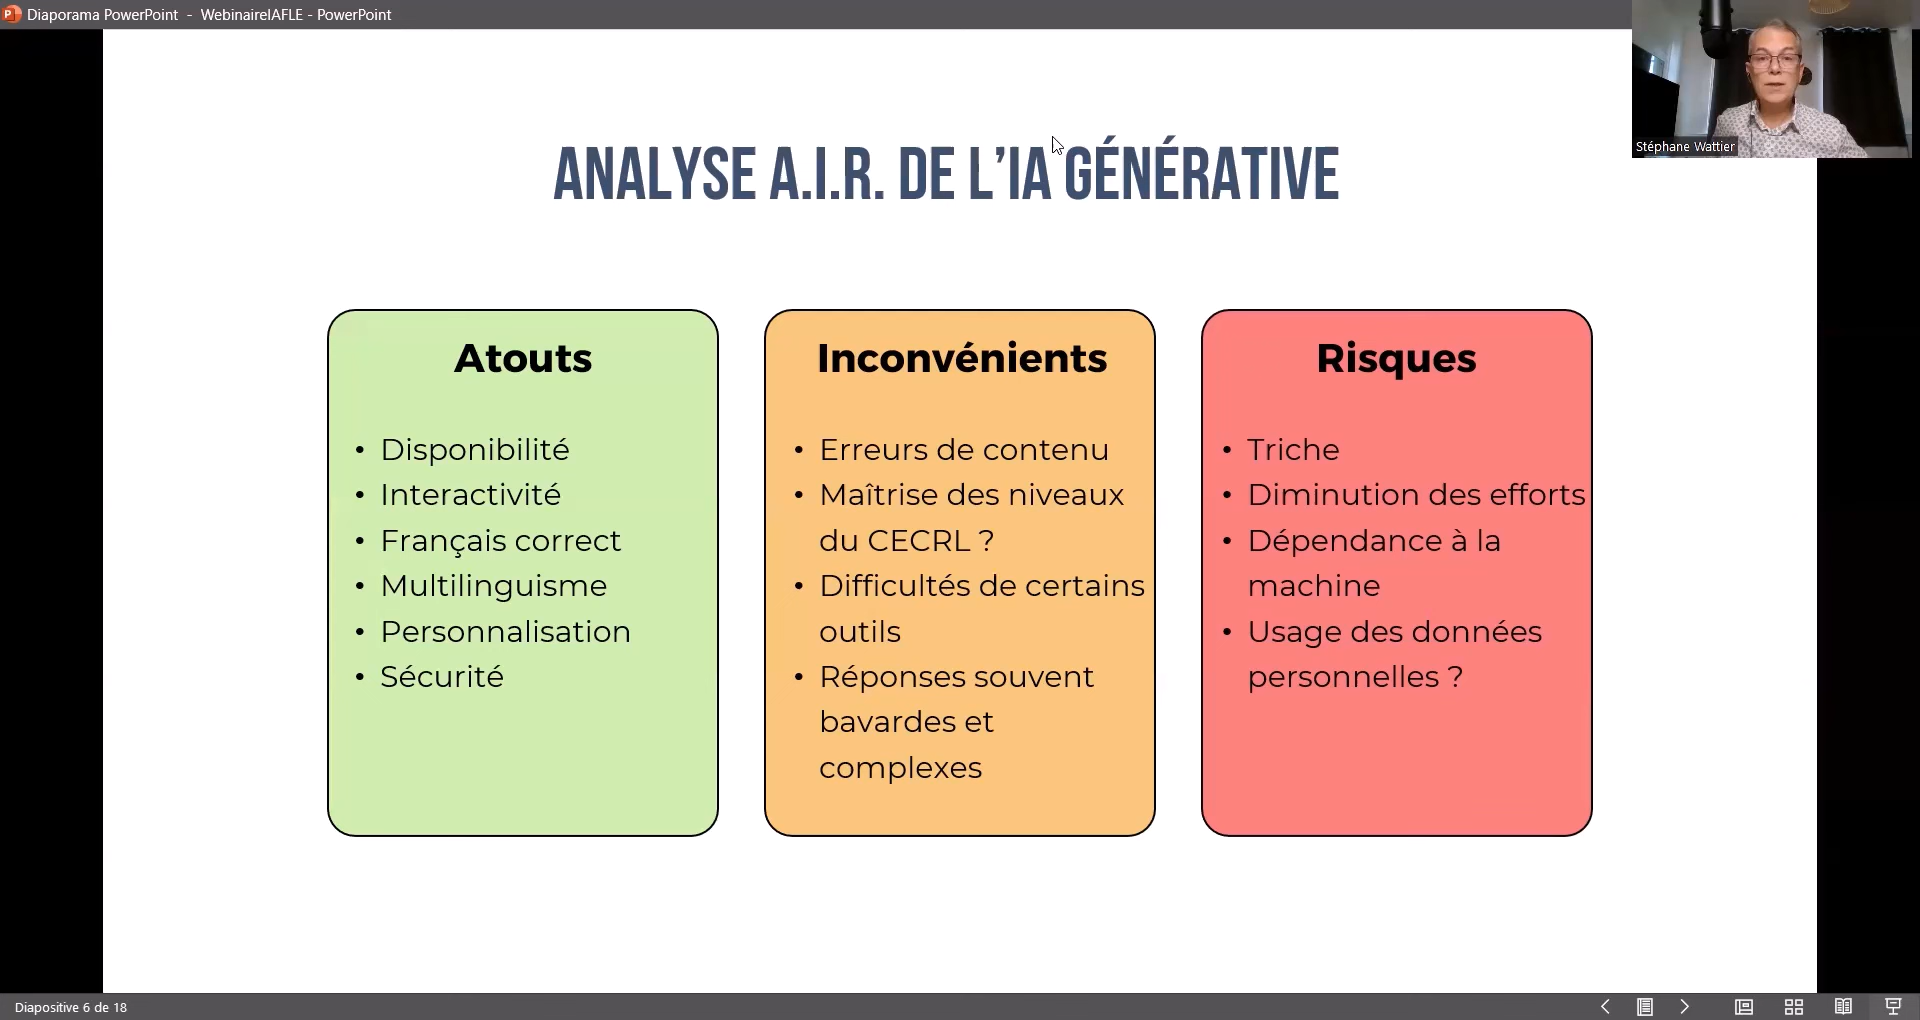 Diaporama PowerPoint - WebinaireIAFLE - PowerPoint
Stéphane Wattier
ANALYSE A.I.R. DE L’IA GÉNÉRATIVE
Atouts
• Disponibilité
• Interactivité
• Français correct
• Multilinguisme
• Personnalisation
• Sécurité
Inconvénients
• Erreurs de contenu
• Maîtrise des niveaux
du CECRL ?
• Difficultés de certains
outils
• Réponses souvent
bavardes et
complexes
Risques
• Triche
• Diminution des efforts
• Dépendance à la
machine
• Usage des données
personnelles ?
Diapositive 6 de 18